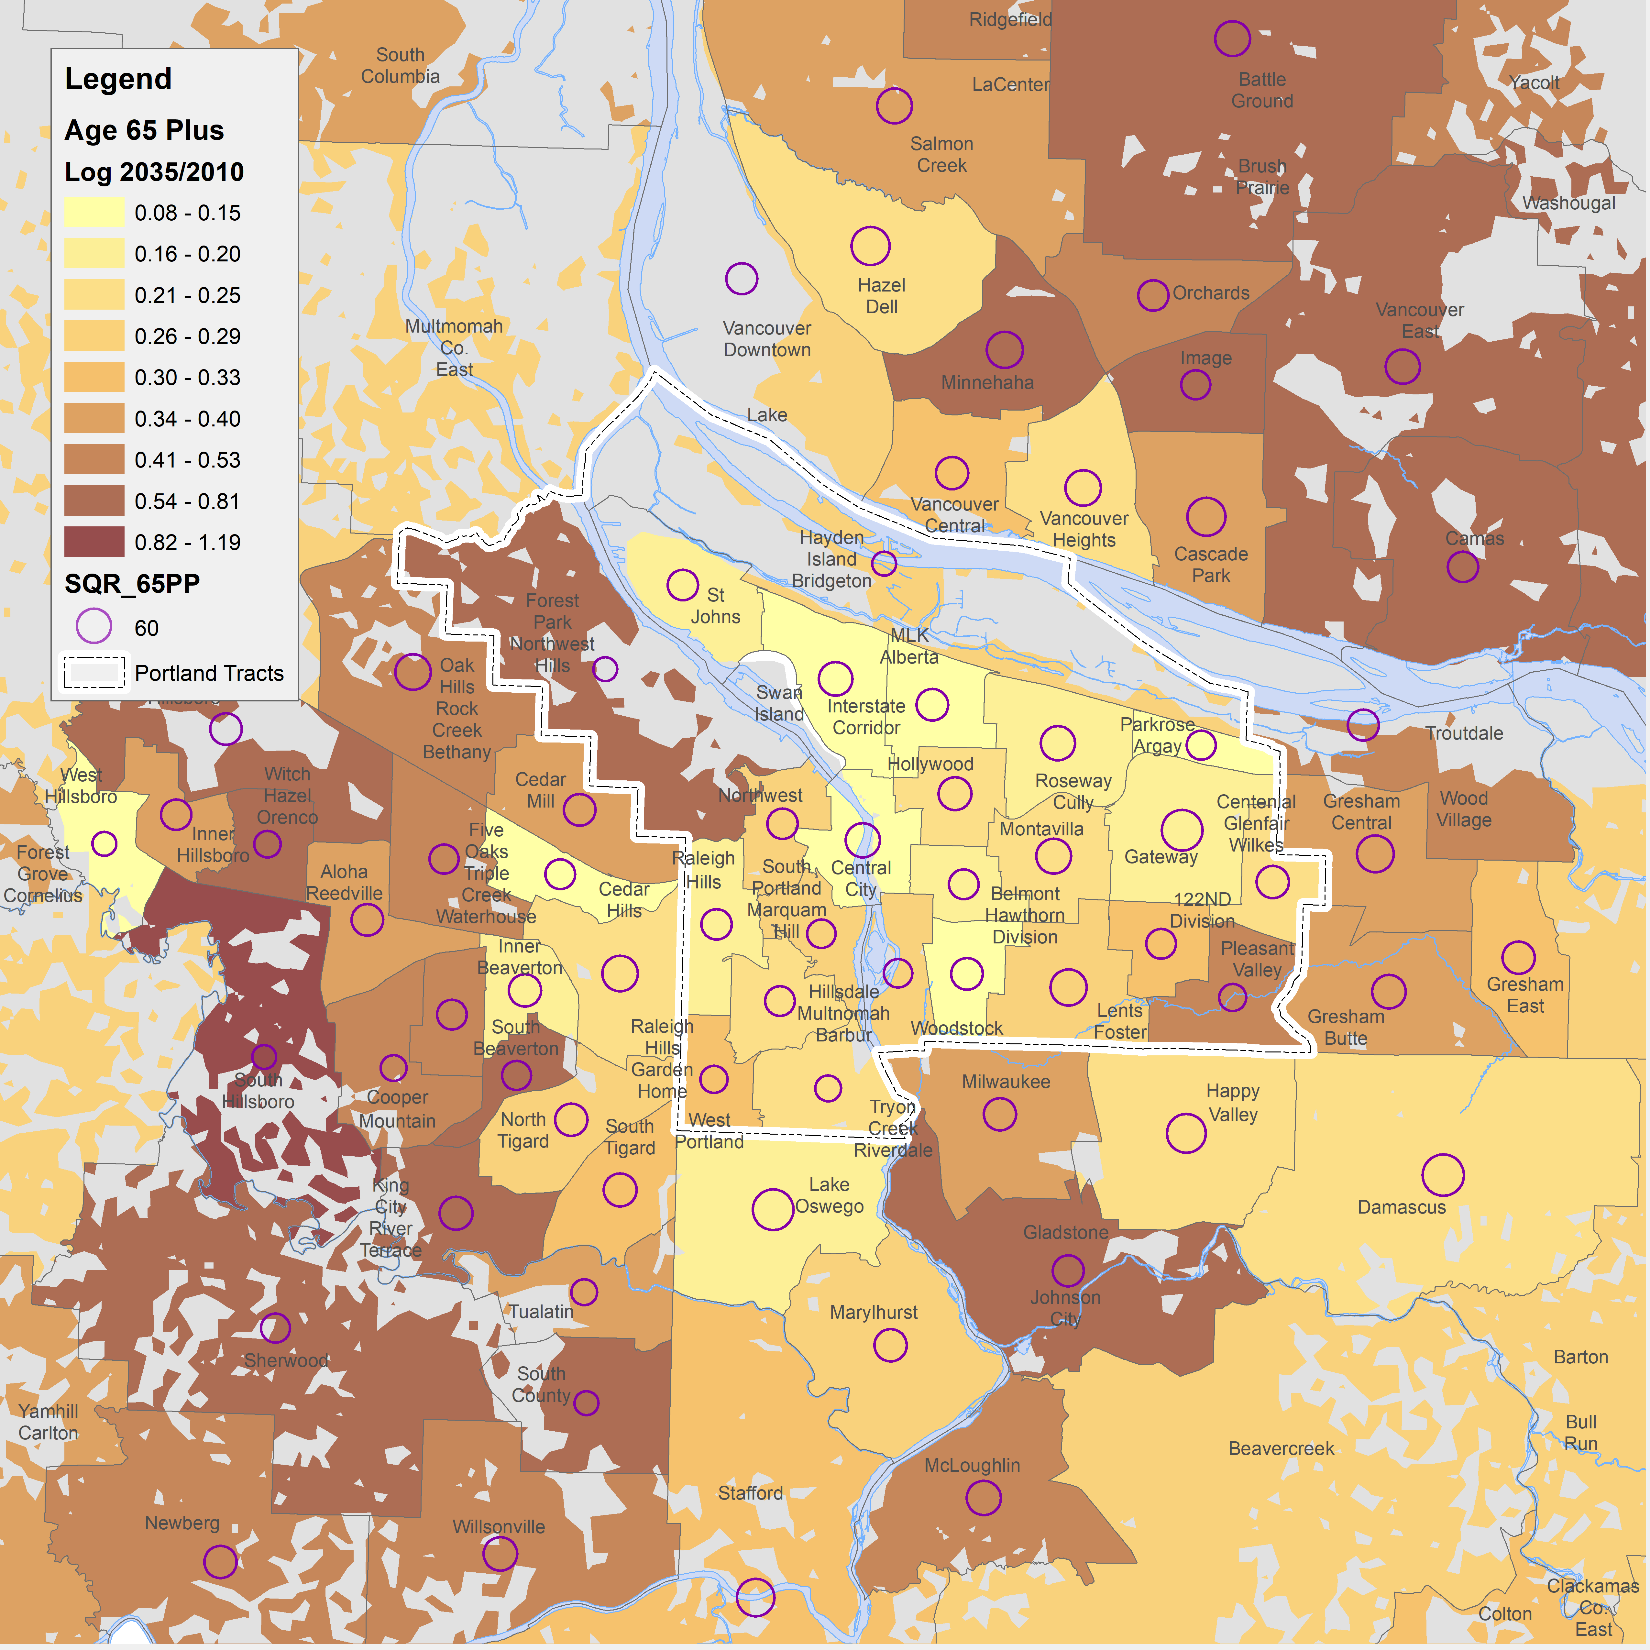 Legend
Age 65 Plus
Log 2035/2010
0.08 - 0.15
0.16 - 0.20
0.21 - 0.25
0.26 - 0.29
0.30 - 0.33
0.34 - 0.40
0.41 - 0.53
0.54 - 0.81
0.82 - 1.19
SQR_65PP
60
Portland Tracts
South
Columbia
Ridgefield
LaCenter
Battle
Ground
Yacolt
Salmon
Creek
Brush
Prairie
Washougal
Hazel
Dell
Orchards
Vancouver
East
Multmomah
Co.
East
Vancouver
Downtown
Minnehaha
Image
Lake
Vancouver
Central
Vancouver
Heights
Cascade
Park
Camas
Hayden
Island
Bridgeton
St
Johns
Forest
Park
Northwest
Hills
MLK
Alberta
Oak
Hills
Rock
Creek
Bethany
Swan
Island
Interstate
Corridor
Parkrose
Argay
Troutdale
Hillsboro
West
Hillsboro
Witch
Hazel
Orenco
Cedar
Mill
Northwest
Hollywood
Roseway
Cully
Centenial
Glenfair
Wilkes
Gresham
Central
Wood
Village
Inner
Hillsboro
Forest
Grove
Cornelius
Aloha
Reedville
Five
Oaks
Triple
Creek
Waterhouse
Cedar
Hills
Raleigh
Hills
South
Portland
Marquam
Hill
Central
City
Montavilla
Gateway
Belmont
Hawthorn
Division
122ND
Division
Pleasant
Valley
Inner
Beaverton
Hillsdale
Multnomah
Barbur
Woodstock
Lents
Foster
Gresham
Butte
Gresham
East
South
Beaverton
Raleigh
Hills
Garden
Home
South
Hillsboro
Cooper
Mountain
North
Tigard
South
Tigard
West
Portland
Tryon
Creek
Riverdale
Milwaukee
Happy
Valley
King
City
River
Terrace
Lake
Oswego
Damascus
Gladstone
Johnson
City
Tualatin
Marylhurst
Sherwood
South
County
Barton
Yamhill
Carlton
Bull
Run
Beavercreek
McLoughlin
Stafford
Newberg
Willsonville
Clackamas
Co.
East
Colton